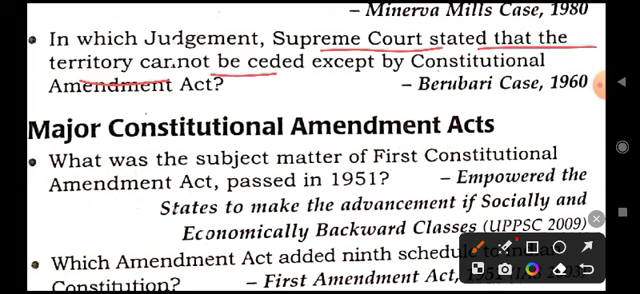 – Minerva Mills Case, 1980
• In which Judgement, Supreme Court stated that the
territory cannot be ceded except by Constitutional
Amendment Act? – Berubari Case, 1960
Major Constitutional Amendment Acts
• What was the subject matter of First Constitutional
Amendment Act, passed in 1951? – Empowered the
States to make the advancement if Socially and
Economically Backward Classes (UPPSC 2009)
• Which Amendment Act added ninth schedule to
Constitution? – First Amendment Act,